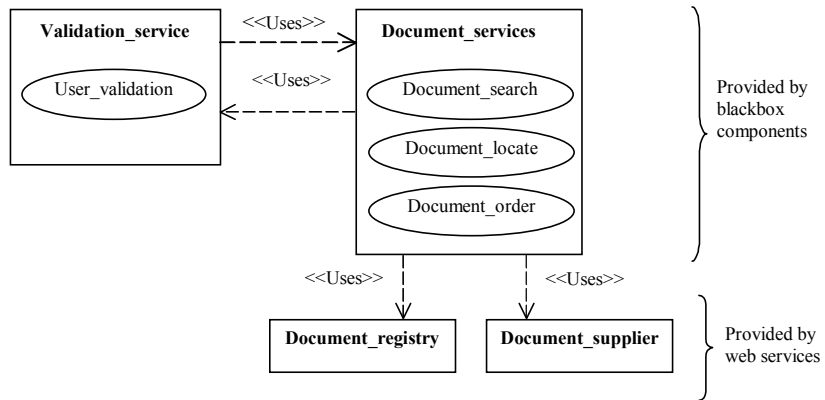 Validation_service
<<Uses>>
Document_services
User_validation
<<Uses>>
Document_search
Document_locate
Document_order
Provided by
blackbox
components
<<Uses>>
<<Uses>>
Document_registry
Document_supplier
Provided by
web services